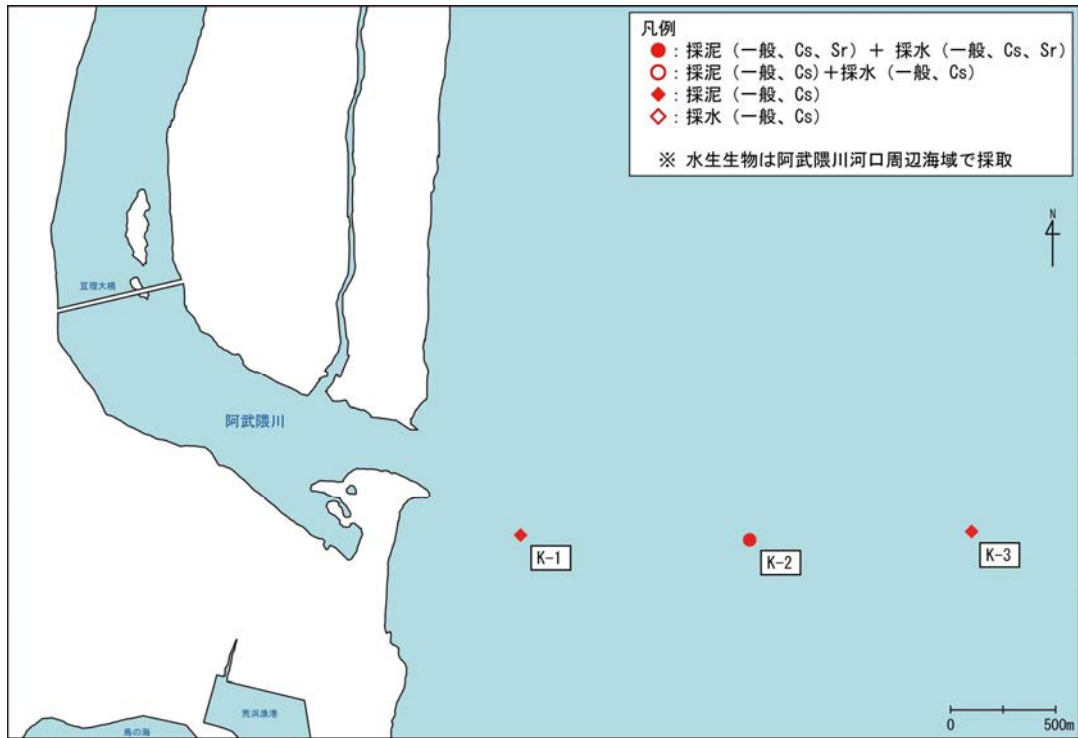 凡例
● : 採泥 (一般、Cs、Sr) + 採水 (一般、Cs、Sr)
○ : 採泥 (一般、Cs)+採水 (一般、Cs)
◆ : 採泥 (一般、Cs)
◇ : 採水 (一般、Cs)
※ 水生生物は阿武隈川河口周辺海域で採取
N
亘理大橋
阿武隈川
K-1
K-2
K-3
荒浜漁港
鳥の海
0 500m